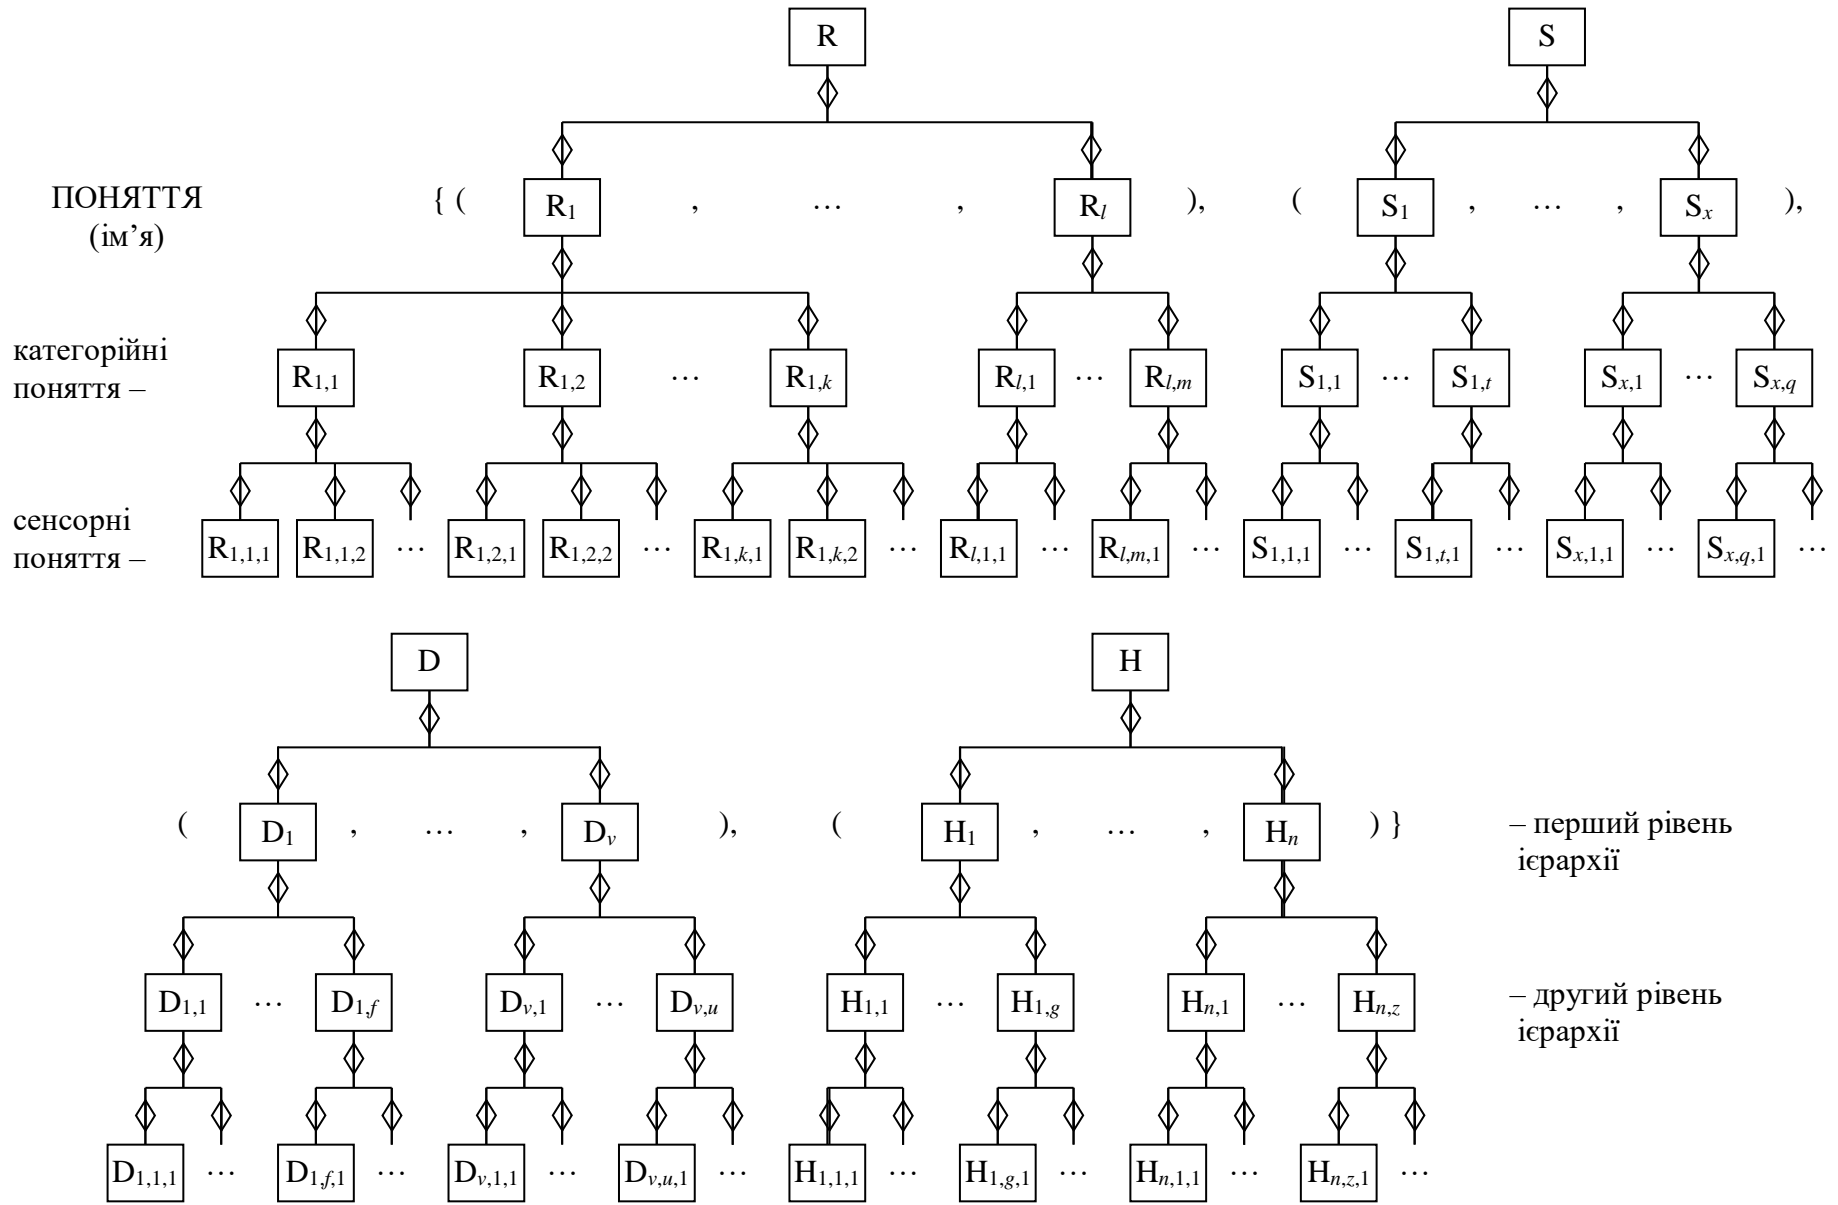 R S
ПОНЯТТЯ { ( R1 , … , Rl ), ( S1 , … , Sx ),
(ім’я)
категорійні
поняття – R1,1 R1,2 … R1,k Rl,1 … Rl,m S1,1 … S1,t Sx,1 … Sx,q
сенсорні
поняття – R1,1,1 R1,1,2 … R1,2,1 R1,2,2 … R1,k,1 R1,k,2 … Rl,1,1 … Rl,m,1 … S1,1,1 … S1,t,1 … Sx,1,1 … Sx,q,1 …
D H
( D1 , … , Dv ), ( H1 , … , Hn ) } – перший рівень
ієрархії
D1,1 … D1,f Dv,1 … Dv,u H1,1 … H1,g Hn,1 … Hn,z – другий рівень
ієрархії
D1,1,1 … D1,f,1 … Dv,1,1 … Dv,u,1 … H1,1,1 … H1,g,1 … Hn,1,1 … Hn,z,1 …